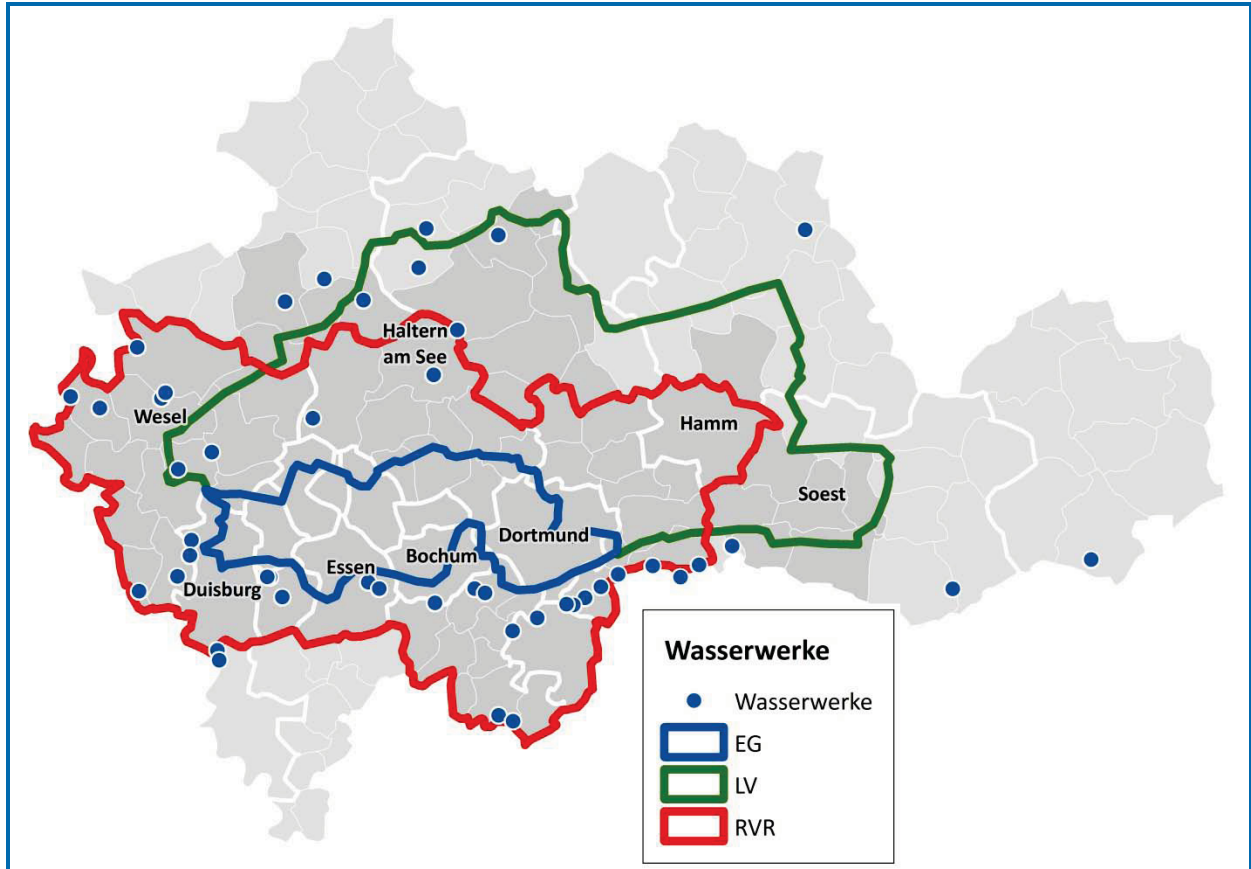 Haltern
am See
Wesel
Hamm
Soest
Dortmund
Bochum
Essen
Duisburg
Wasserwerke
Wasserwerke
EG
LV
RVR